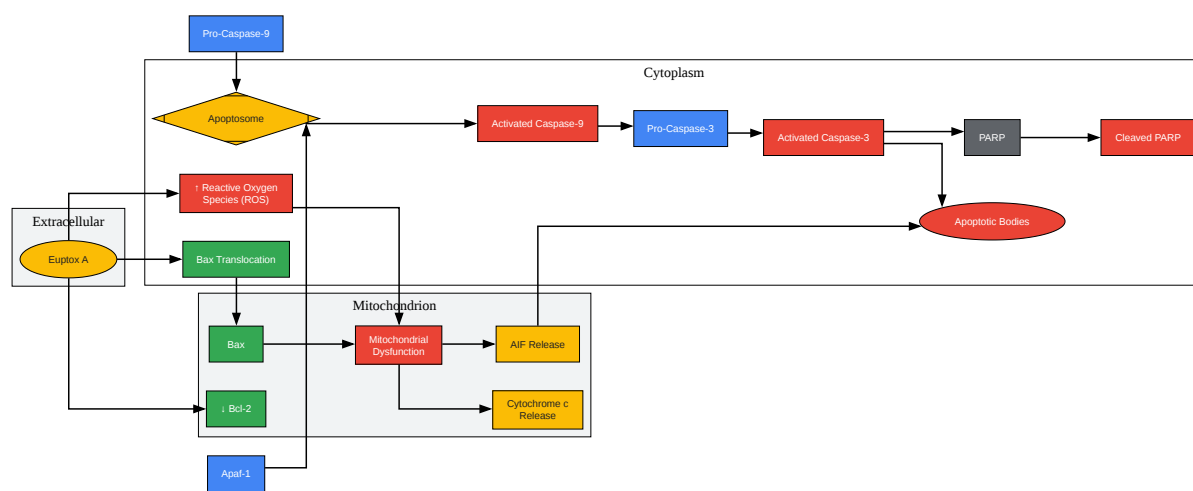 Pro-Caspase-9
Cytoplasm
Apoptosome
Activated Caspase-9
Pro-Caspase-3
Activated Caspase-3
PARP
Cleaved PARP
↑ Reactive Oxygen
Species (ROS)
Extracellular
Euptox A
Apoptotic Bodies
Bax Translocation
Mitochondrion
Bax
Mitochondrial
Dysfunction
AIF Release
↓ Bcl-2
Cytochrome c
Release
Apaf-1